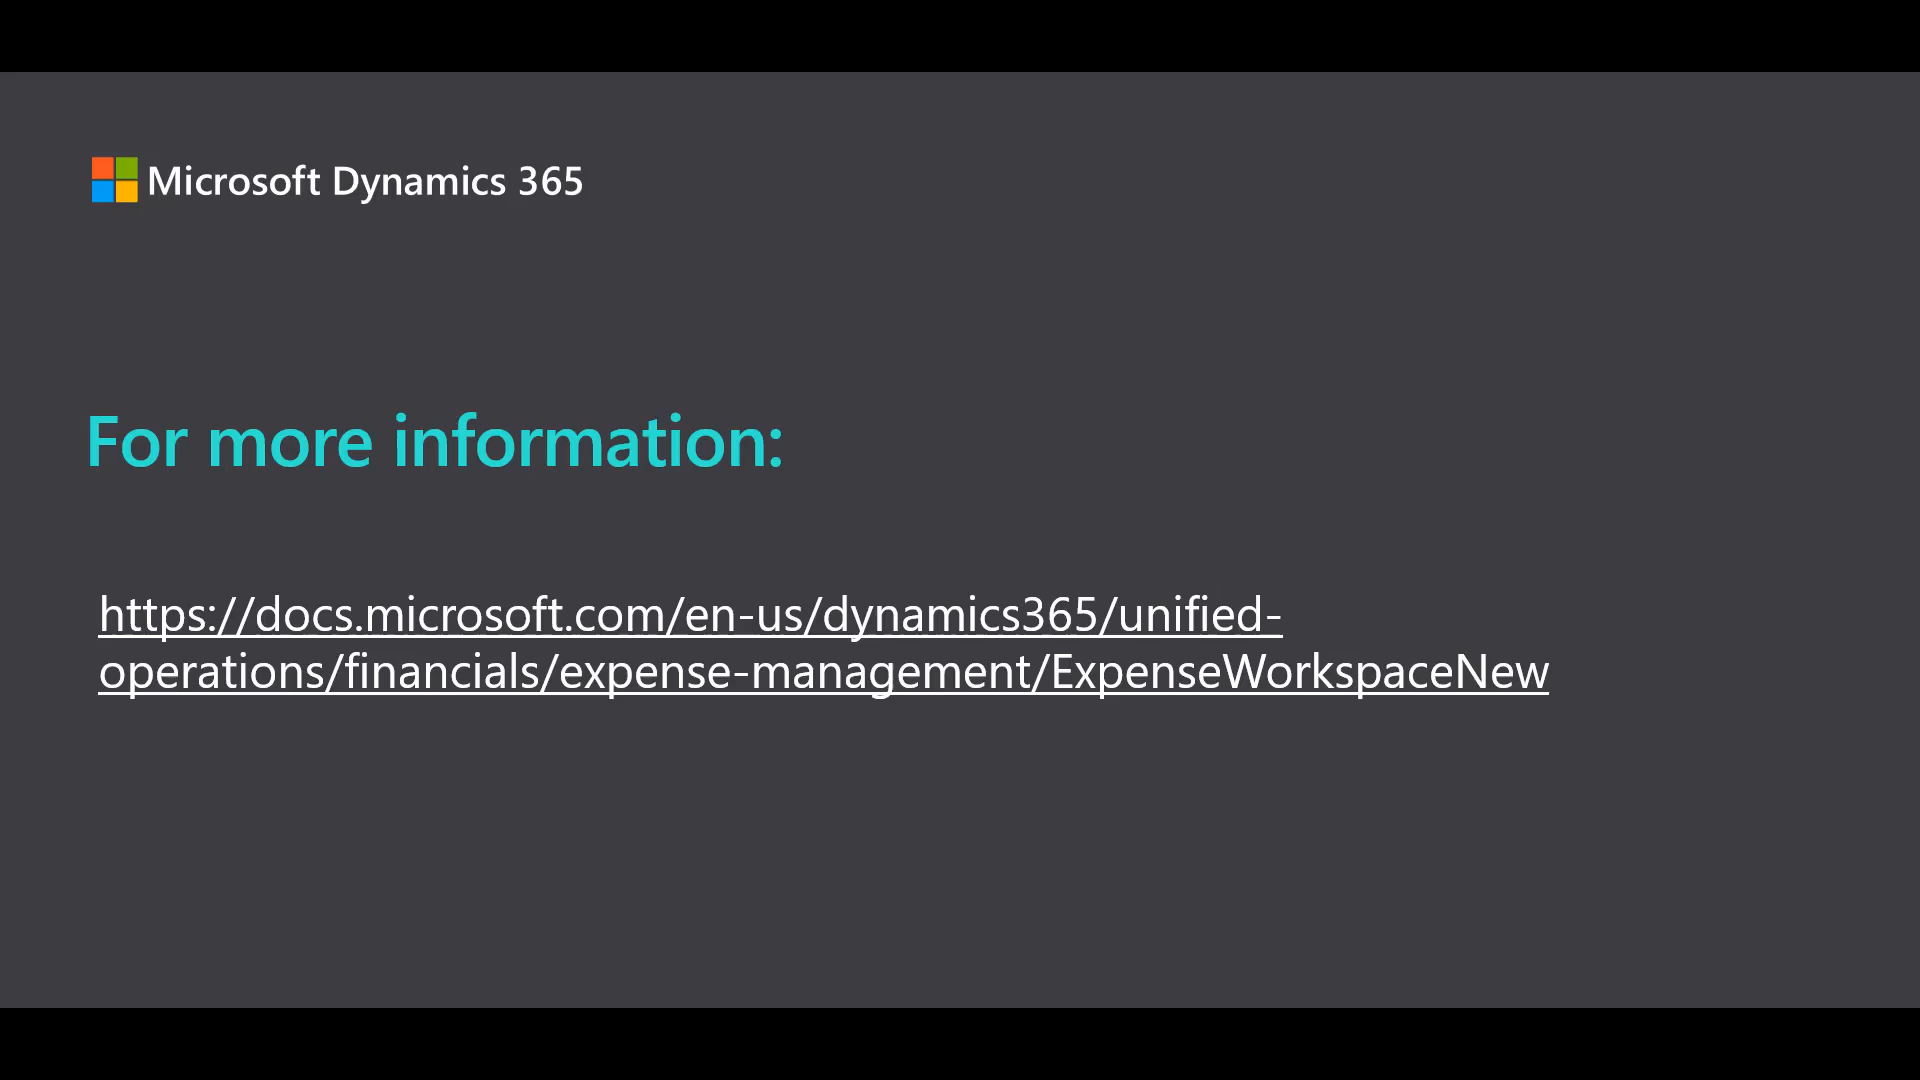 Microsoft Dynamics 365
For more information:
https://docs.microsoft.com/en-us/dynamics365/unified-
operations/financials/expense-management/ExpenseWorkspaceNew